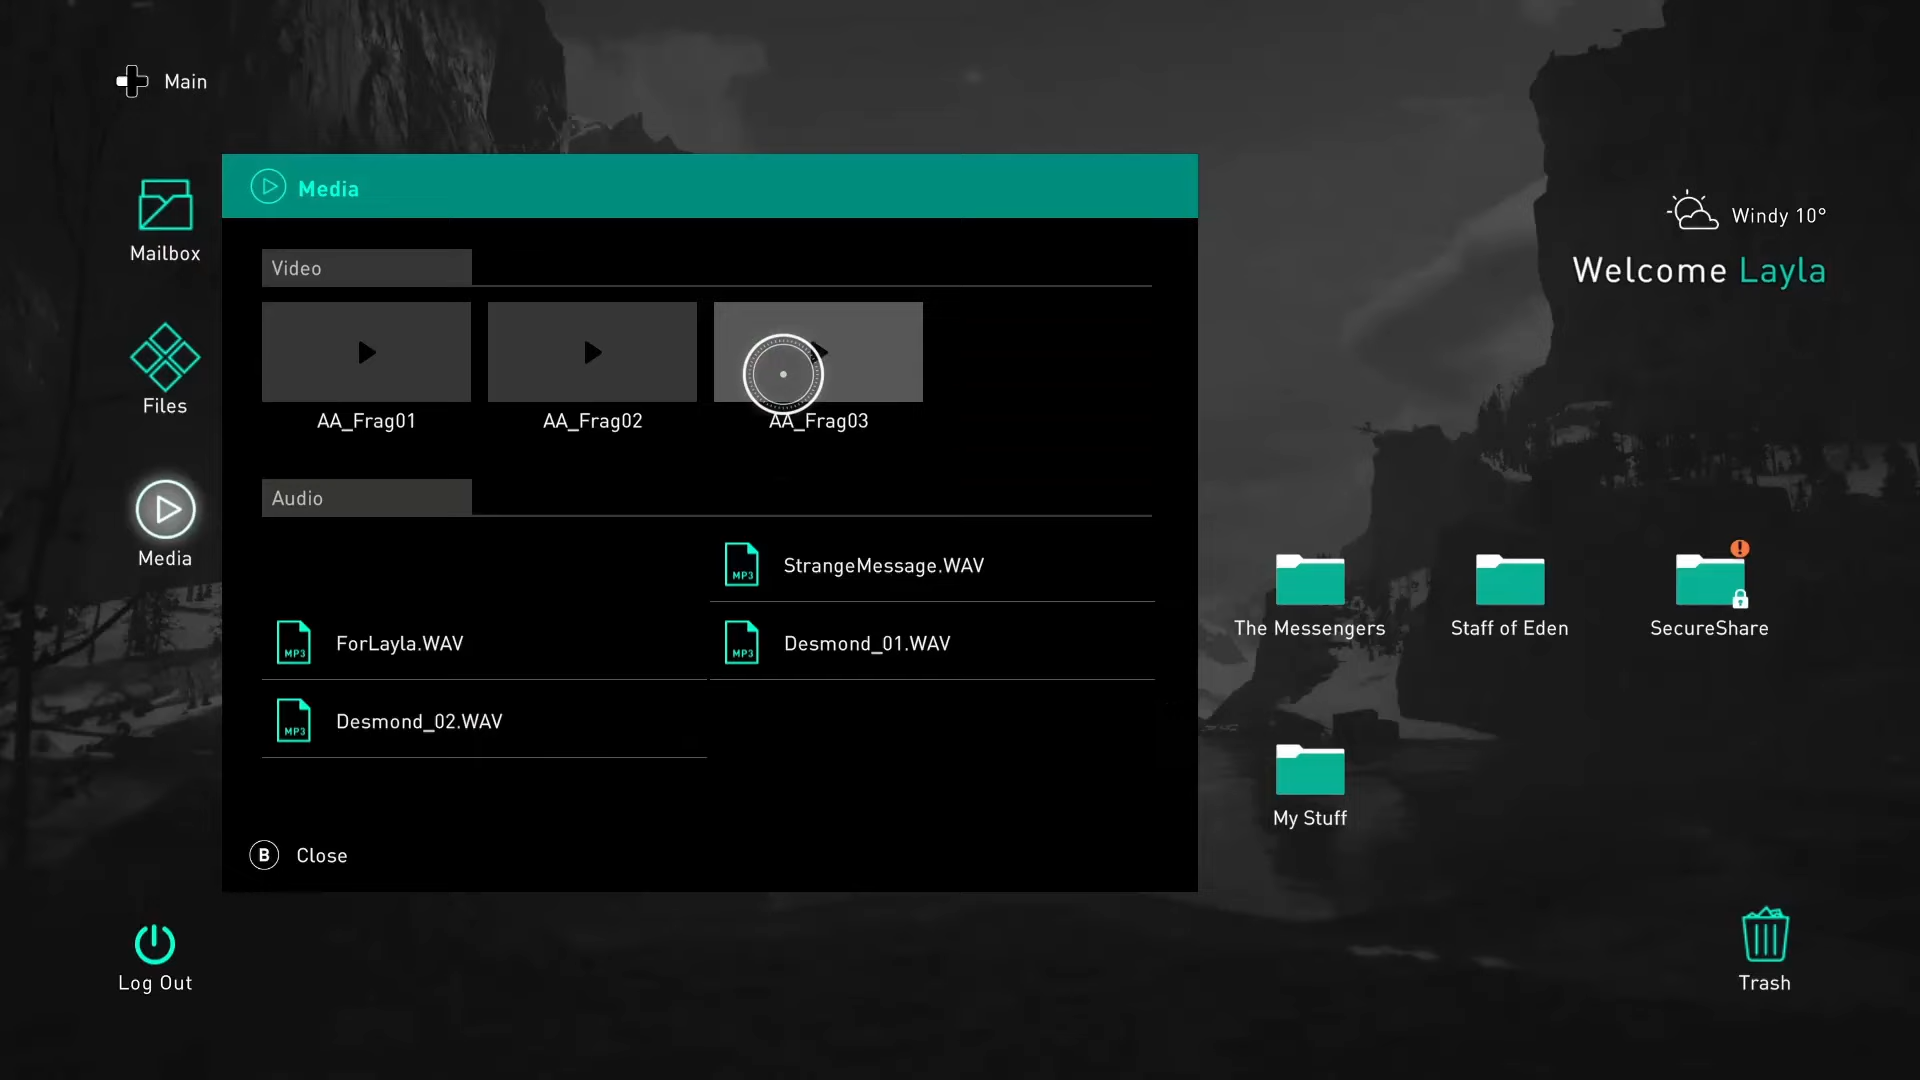 Main
Media
Mailbox
Files
Media
Video
AA_Frag01
AA_Frag02
AA_Frag03
Audio
MP3 StrangeMessage.WAV
MP3 ForLayla.WAV
MP3 Desmond_01.WAV
MP3 Desmond_02.WAV
B Close
Windy 10°
Welcome Layla
The Messengers
Staff of Eden
SecureShare
My Stuff
Log Out
Trash